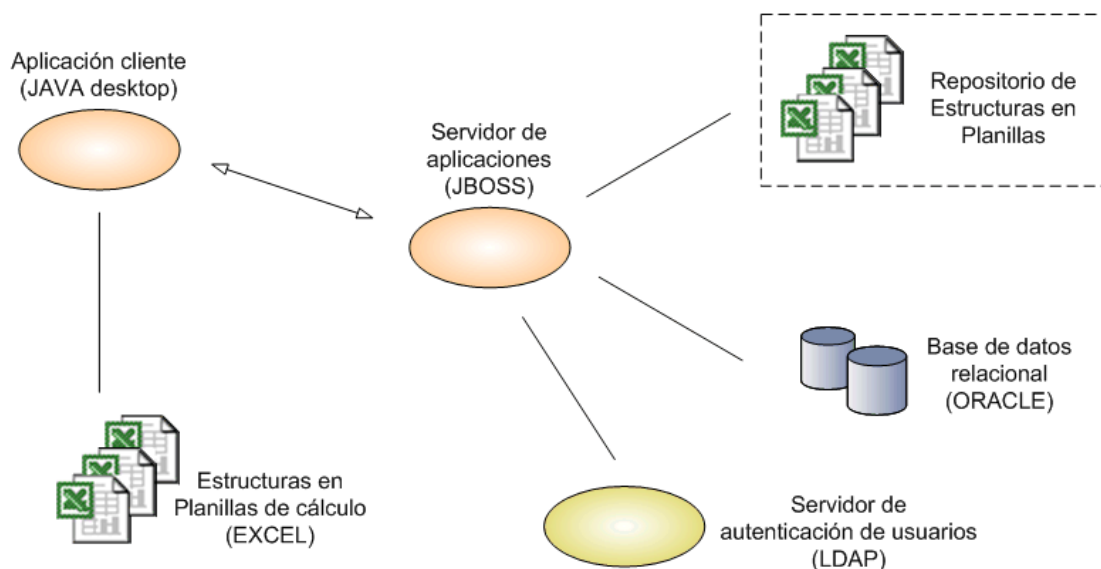 Aplicación cliente
(JAVA desktop)
Servidor de
aplicaciones
(JBOSS)
Repositorio de
Estructuras en
Planillas
Base de datos
relacional
(ORACLE)
Estructuras en
Planillas de cálculo
(EXCEL)
Servidor de
autenticación de usuarios
(LDAP)